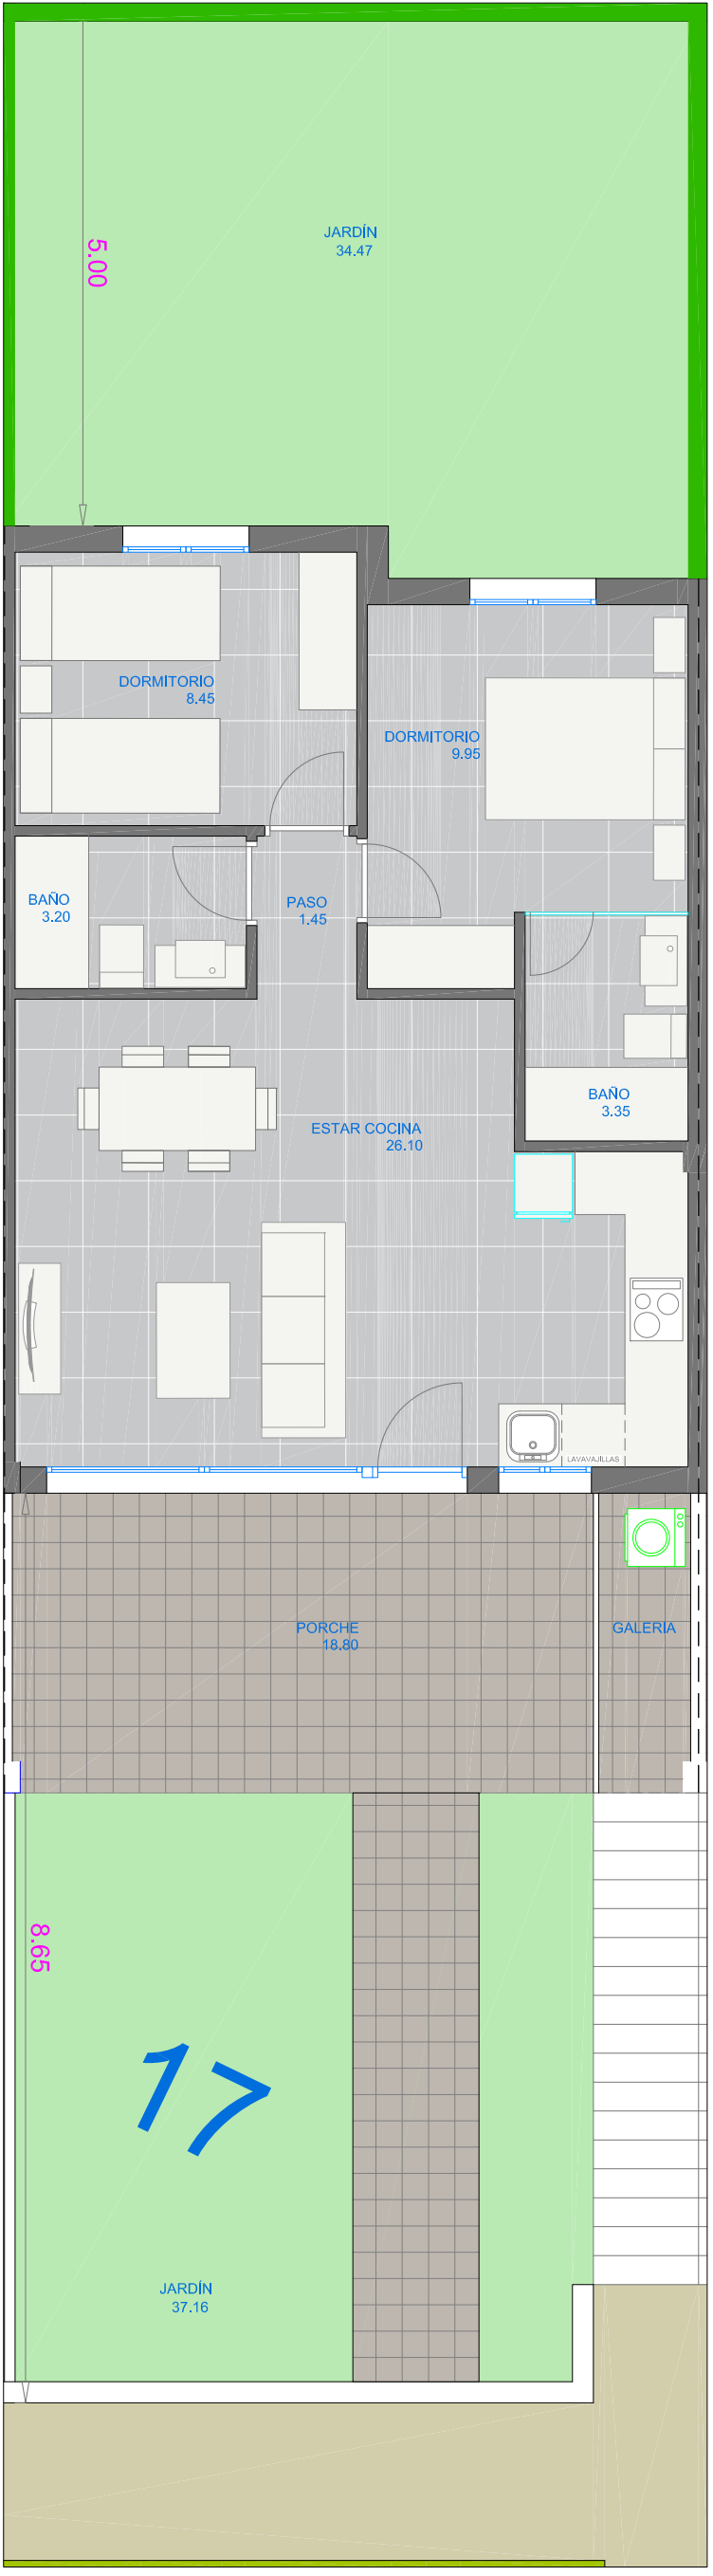 JARDÍN
34.47
5.00
DORMITORIO
8.45
DORMITORIO
9.95
BAÑO
3.20
PASO
1.45
BAÑO
3.35
ESTAR COCINA
26.10
LAVAVAJILLAS
PORCHE
18.80
GALERIA
8.65
17
JARDÍN
37.16